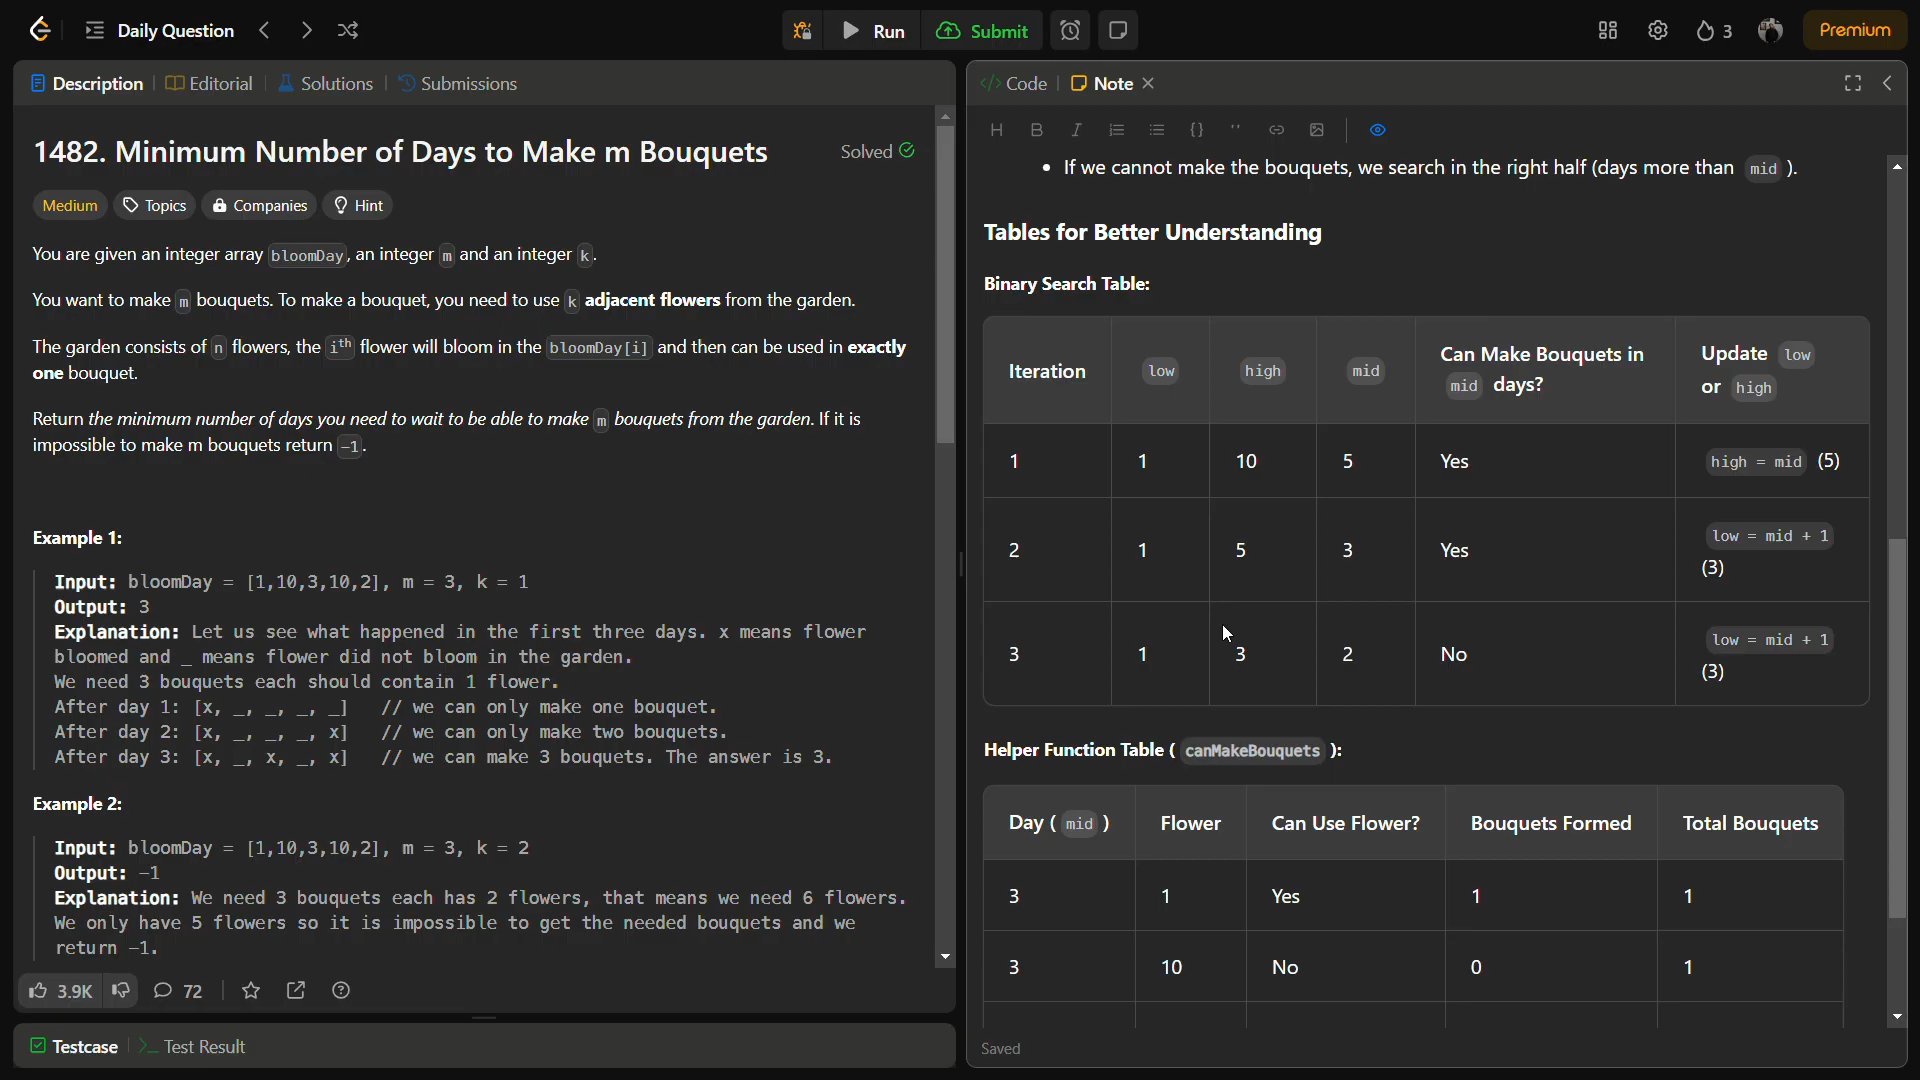 Daily Question
Run
Submit
3
Premium
Description
Editorial
Solutions
Submissions
1482. Minimum Number of Days to Make m Bouquets
Solved
Medium
Topics
Companies
Hint
You are given an integer array bloomDay, an integer m and an integer k.
You want to make m bouquets. To make a bouquet, you need to use k adjacent flowers from the garden.
The garden consists of n flowers, the ith flower will bloom in the bloomDay[i] and then can be used in exactly
one bouquet.
Return the minimum number of days you need to wait to be able to make m bouquets from the garden. If it is
impossible to make m bouquets return -1.
Example 1:
Input: bloomDay = [1,10,3,10,2], m = 3, k = 1
Output: 3
Explanation: Let us see what happened in the first three days. x means flower
bloomed and _ means flower did not bloom in the garden.
We need 3 bouquets each should contain 1 flower.
After day 1: [x, _, _, _, _]   // we can only make one bouquet.
After day 2: [x, _, _, _, x]   // we can only make two bouquets.
After day 3: [x, _, x, _, x]   // we can make 3 bouquets. The answer is 3.
Example 2:
Input: bloomDay = [1,10,3,10,2], m = 3, k = 2
Output: -1
Explanation: We need 3 bouquets each has 2 flowers, that means we need 6 flowers.
We only have 5 flowers so it is impossible to get the needed bouquets and we
return -1.
3.9K
72
Testcase
Test Result
Code
Note
• If we cannot make the bouquets, we search in the right half (days more than mid ).
Tables for Better Understanding
Binary Search Table:
Iteration low high mid Can Make Bouquets in mid days? Update low or high
1 1 10 5 Yes high = mid (5)
2 1 5 3 Yes low = mid + 1 (3)
3 1 3 2 No low = mid + 1 (3)
Helper Function Table ( canMakeBouquets ):
Day ( mid ) Flower Can Use Flower? Bouquets Formed Total Bouquets
3 1 Yes 1 1
3 10 No 0 1
Saved